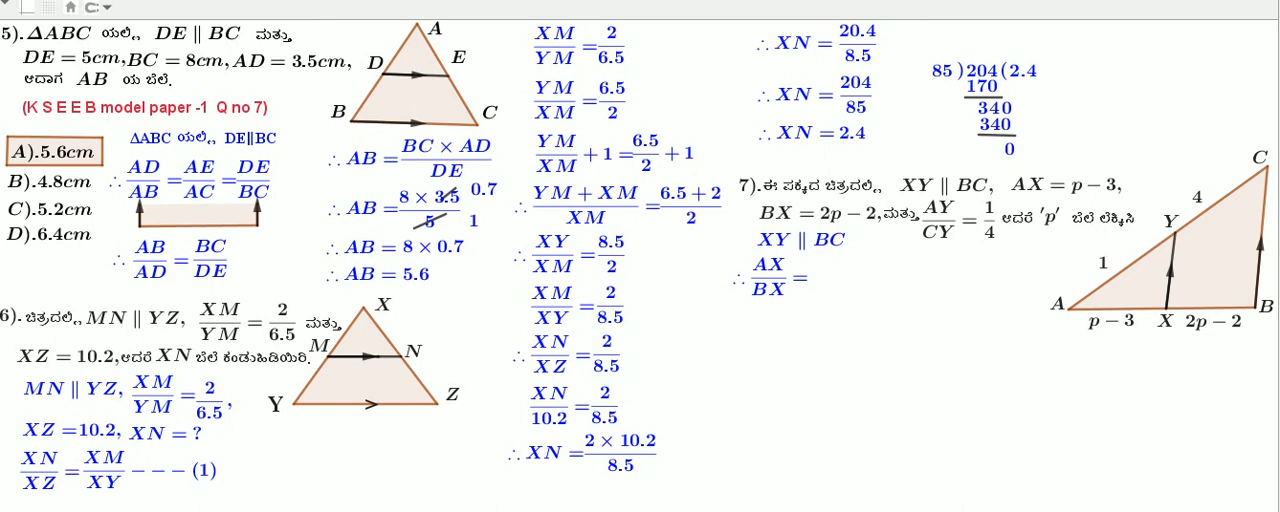 5). ΔABC ಯಲ್ಲಿ DE ∥ BC ಮತ್ತು
DE = 5cm, BC = 8cm, AD = 3.5cm,
ಆದಾಗ AB ಯ ಬೆಲೆ.
(K S E E B model paper -1 Q no 7)
A).5.6cm
B).4.8cm
C).5.2cm
D).6.4cm
ΔABC ಯಲ್ಲಿ DE∥BC
∴ AD/AB = AE/AC = DE/BC
∴ AB/AD = BC/DE
A
D
E
B
C
∴ AB = BC × AD / DE
∴ AB = 8 × 3.5 / 5 0.7 1
∴ AB = 8 × 0.7
∴ AB = 5.6
6). ಚಿತ್ರದಲ್ಲಿ MN ∥ YZ, XM/YM = 2/6.5 ಮತ್ತು
XZ = 10.2, ಆದರೆ XN ಬೆಲೆ ಕಂಡುಹಿಡಿಯಿರಿ.
X
M
N
Y
Z
MN ∥ YZ, XM/YM = 2/6.5,
XZ = 10.2, XN = ?
XN/XZ = XM/XY − − − (1)
XM/YM = 2/6.5
YM/XM = 6.5/2
YM/XM + 1 = 6.5/2 + 1
∴ YM + XM / XM = 6.5 + 2 / 2
∴ XY/XM = 8.5/2
XM/XY = 2/8.5
∴ XN/XZ = 2/8.5
XN/10.2 = 2/8.5
∴ XN = 2 × 10.2 / 8.5
∴ XN = 20.4/8.5
∴ XN = 204/85
∴ XN = 2.4
85 ) 204 ( 2.4
170
340
340
0
7). ಈ ಪಕ್ಕದ ಚಿತ್ರದಲ್ಲಿ XY ∥ BC, AX = p − 3,
BX = 2p − 2, ಮತ್ತು AY/CY = 1/4 ಆದರೆ 'p' ಬೆಲೆ ಲೆಕ್ಕಿಸಿ
XY ∥ BC
∴ AX/BX =
C
4
Y
1
A
B
p − 3 X 2p − 2